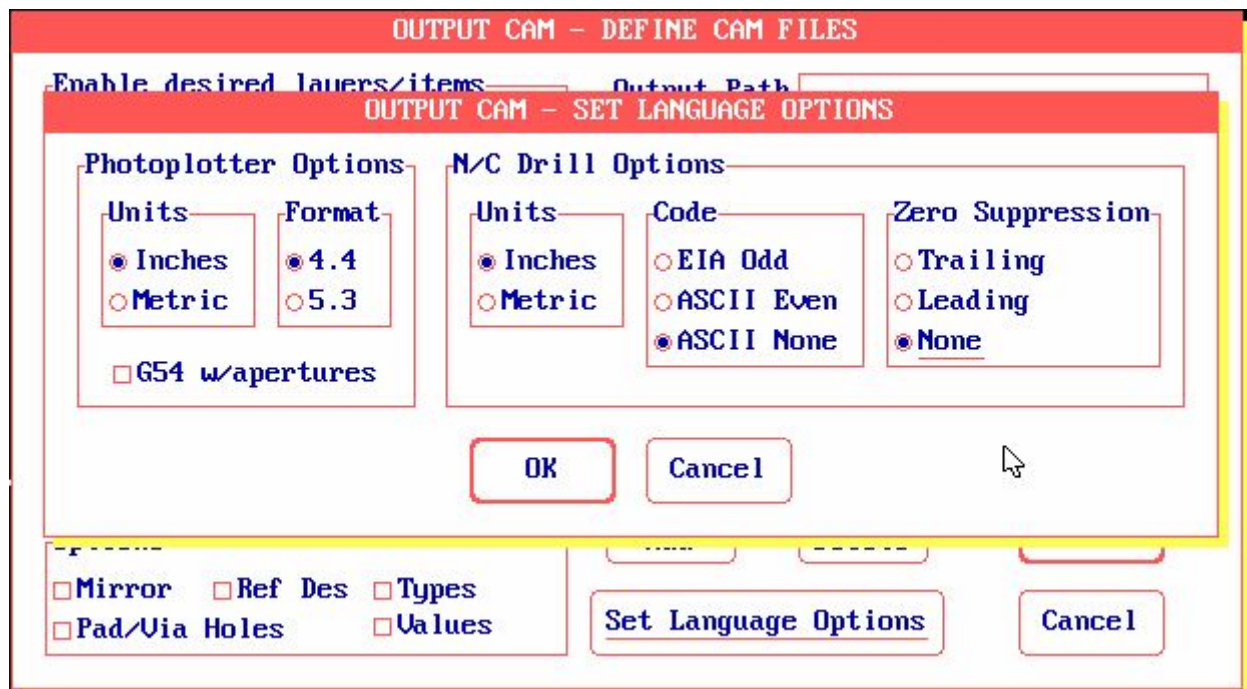 OUTPUT CAM - DEFINE CAM FILES
Enable desired layers/items
Output Path
OUTPUT CAM - SET LANGUAGE OPTIONS
Photoplotter Options
N/C Drill Options
Units
Format
Units
Code
Zero Suppression
Inches
4.4
Inches
EIA Odd
Trailing
Metric
5.3
Metric
ASCII Even
Leading
ASCII None
None
G54 w/apertures
OK
Cancel
Mirror
Ref Des
Types
Pad/Via Holes
Values
Set Language Options
Cancel